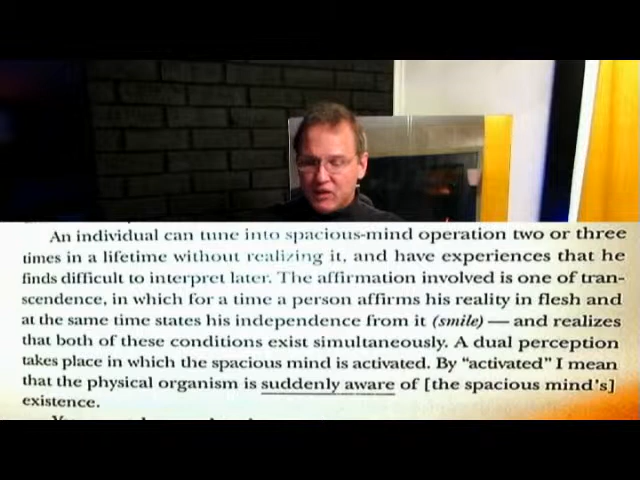 An individual can tune into spacious-mind operation two or three
times in a lifetime without realizing it, and have experiences that he
finds difficult to interpret later. The affirmation involved is one of tran-
scendence, in which for a time a person affirms his reality in flesh and
at the same time states his independence from it (smile) — and realizes
that both of these conditions exist simultaneously. A dual perception
takes place in which the spacious mind is activated. By “activated” I mean
that the physical organism is suddenly aware of [the spacious mind's]
existence.